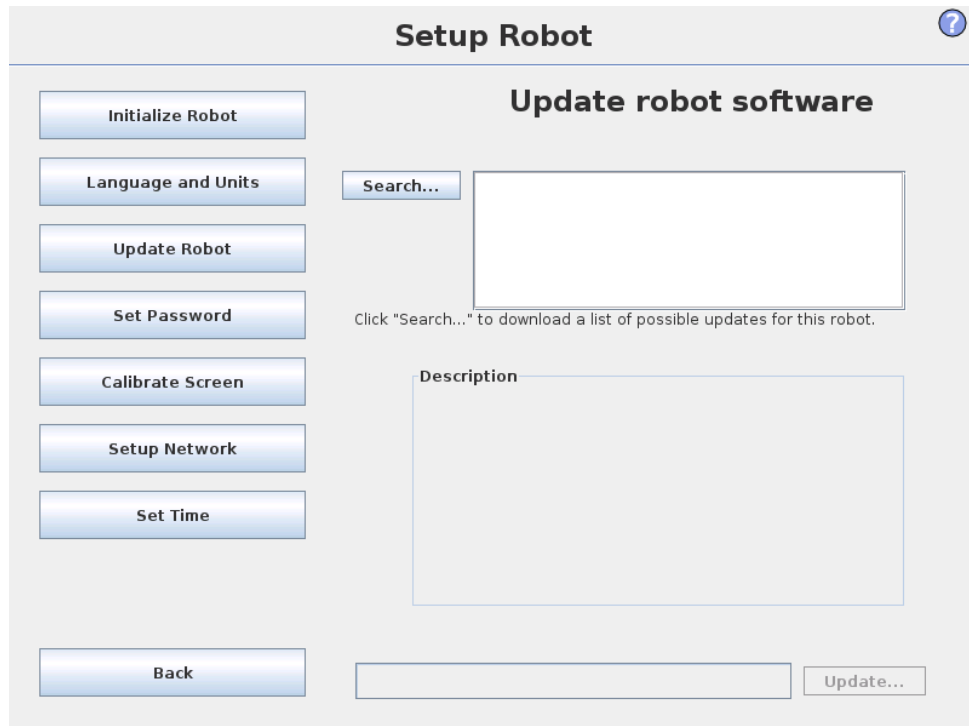 Setup Robot
?
Initialize Robot
Language and Units
Update Robot
Set Password
Calibrate Screen
Setup Network
Set Time
Back
Update robot software
Search...
Click "Search..." to download a list of possible updates for this robot.
Description
Update...